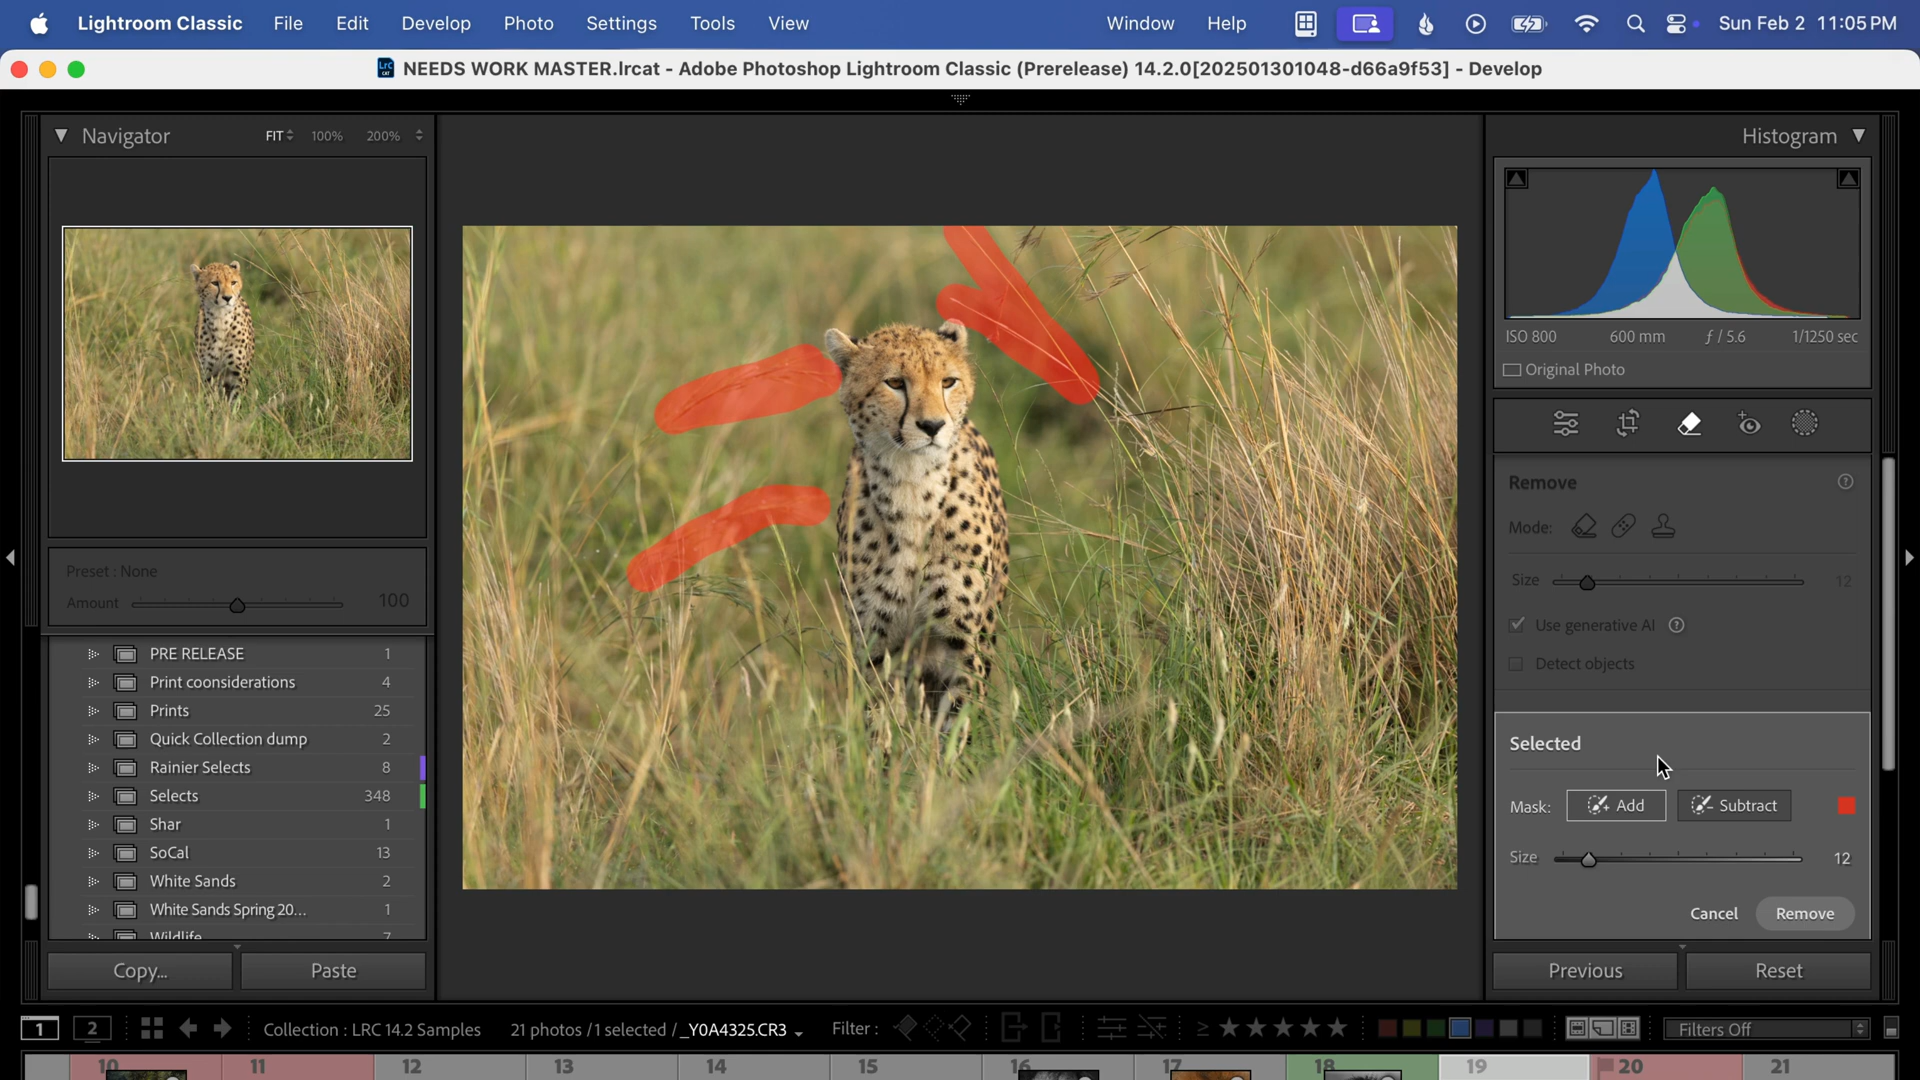 Lightroom Classic File Edit Develop Photo Settings Tools View Window Help Sun Feb 2 11:05 PM
NEEDS WORK MASTER.lrcat - Adobe Photoshop Lightroom Classic (Prerelease) 14.2.0[202501301048-d66a9f53] - Develop
Navigator FIT 100% 200%
Preset : None
Amount 100
PRE RELEASE 1
Print coonsiderations 4
Prints 25
Quick Collection dump 2
Rainier Selects 8
Selects 348
Shar 1
SoCal 13
White Sands 2
White Sands Spring 20... 1
Wildlife 7
Copy... Paste
Histogram
ISO 800 600 mm ƒ / 5.6 1/1250 sec
Original Photo
Remove
Mode:
Size 12
Use generative AI
Detect objects
Selected
Mask: Add Subtract
Size 12
Cancel Remove
Previous Reset
1 2 Collection : LRC 14.2 Samples 21 photos /1 selected /_Y0A4325.CR3 Filter : ≥ Filters Off
10 11 12 13 14 15 16 17 18 19 20 21